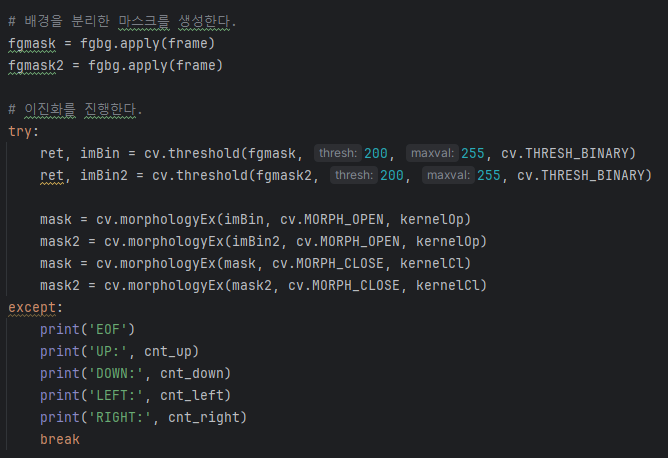 # 배경을 분리한 마스크를 생성한다.
fgmask = fgbg.apply(frame)
fgmask2 = fgbg.apply(frame)
# 이진화를 진행한다.
try:
    ret, imBin = cv.threshold(fgmask, thresh: 200, maxval: 255, cv.THRESH_BINARY)
    ret, imBin2 = cv.threshold(fgmask2, thresh: 200, maxval: 255, cv.THRESH_BINARY)
    mask = cv.morphologyEx(imBin, cv.MORPH_OPEN, kernelOp)
    mask2 = cv.morphologyEx(imBin2, cv.MORPH_OPEN, kernelOp)
    mask = cv.morphologyEx(mask, cv.MORPH_CLOSE, kernelCl)
    mask2 = cv.morphologyEx(mask2, cv.MORPH_CLOSE, kernelCl)
except:
    print('EOF')
    print('UP:', cnt_up)
    print('DOWN:', cnt_down)
    print('LEFT:', cnt_left)
    print('RIGHT:', cnt_right)
    break